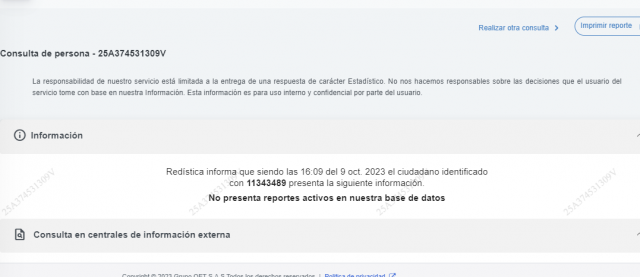 Realizar otra consulta
Imprimir reporte
Consulta de persona - 25A374531309V
La responsabilidad de nuestro servicio está limitada a la entrega de una respuesta de carácter Estadístico. No nos hacemos responsables sobre las decisiones que el usuario del
servicio tome con base en nuestra Información. Esta información es para uso interno y confidencial por parte del usuario.
Información
Redística informa que siendo las 16:09 del 9 oct. 2023 el ciudadano identificado
con 11343489 presenta la siguiente información.
No presenta reportes activos en nuestra base de datos
25A374531309V
25A374531309V
25A374531309V
25A374531309V
Consulta en centrales de información externa
Copyright © 2023 Grupo OET S.A.S Todos los derechos reservados. | Política de privacidad